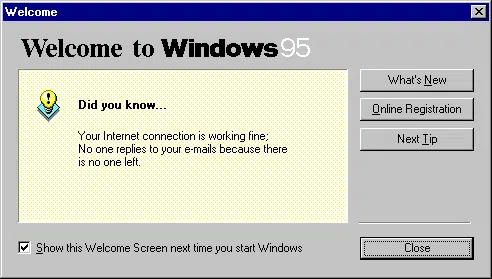 Welcome
Welcome to Windows 95
Did you know...
Your Internet connection is working fine;
No one replies to your e-mails because there
is no one left.
What's New
Online Registration
Next Tip
Show this Welcome Screen next time you start Windows
Close